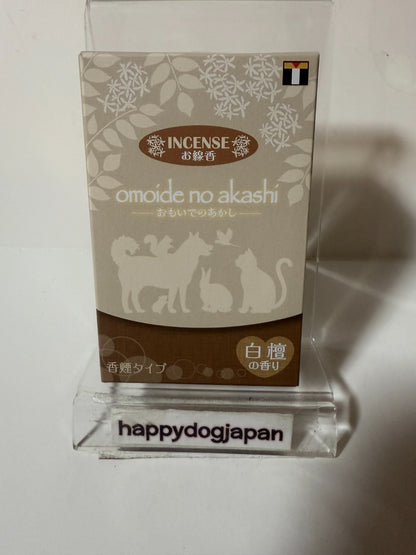 INCENSE
お線香
omoide no akashi
おもいでのあかし
香煙タイプ
白檀
の香り
happydogjapan